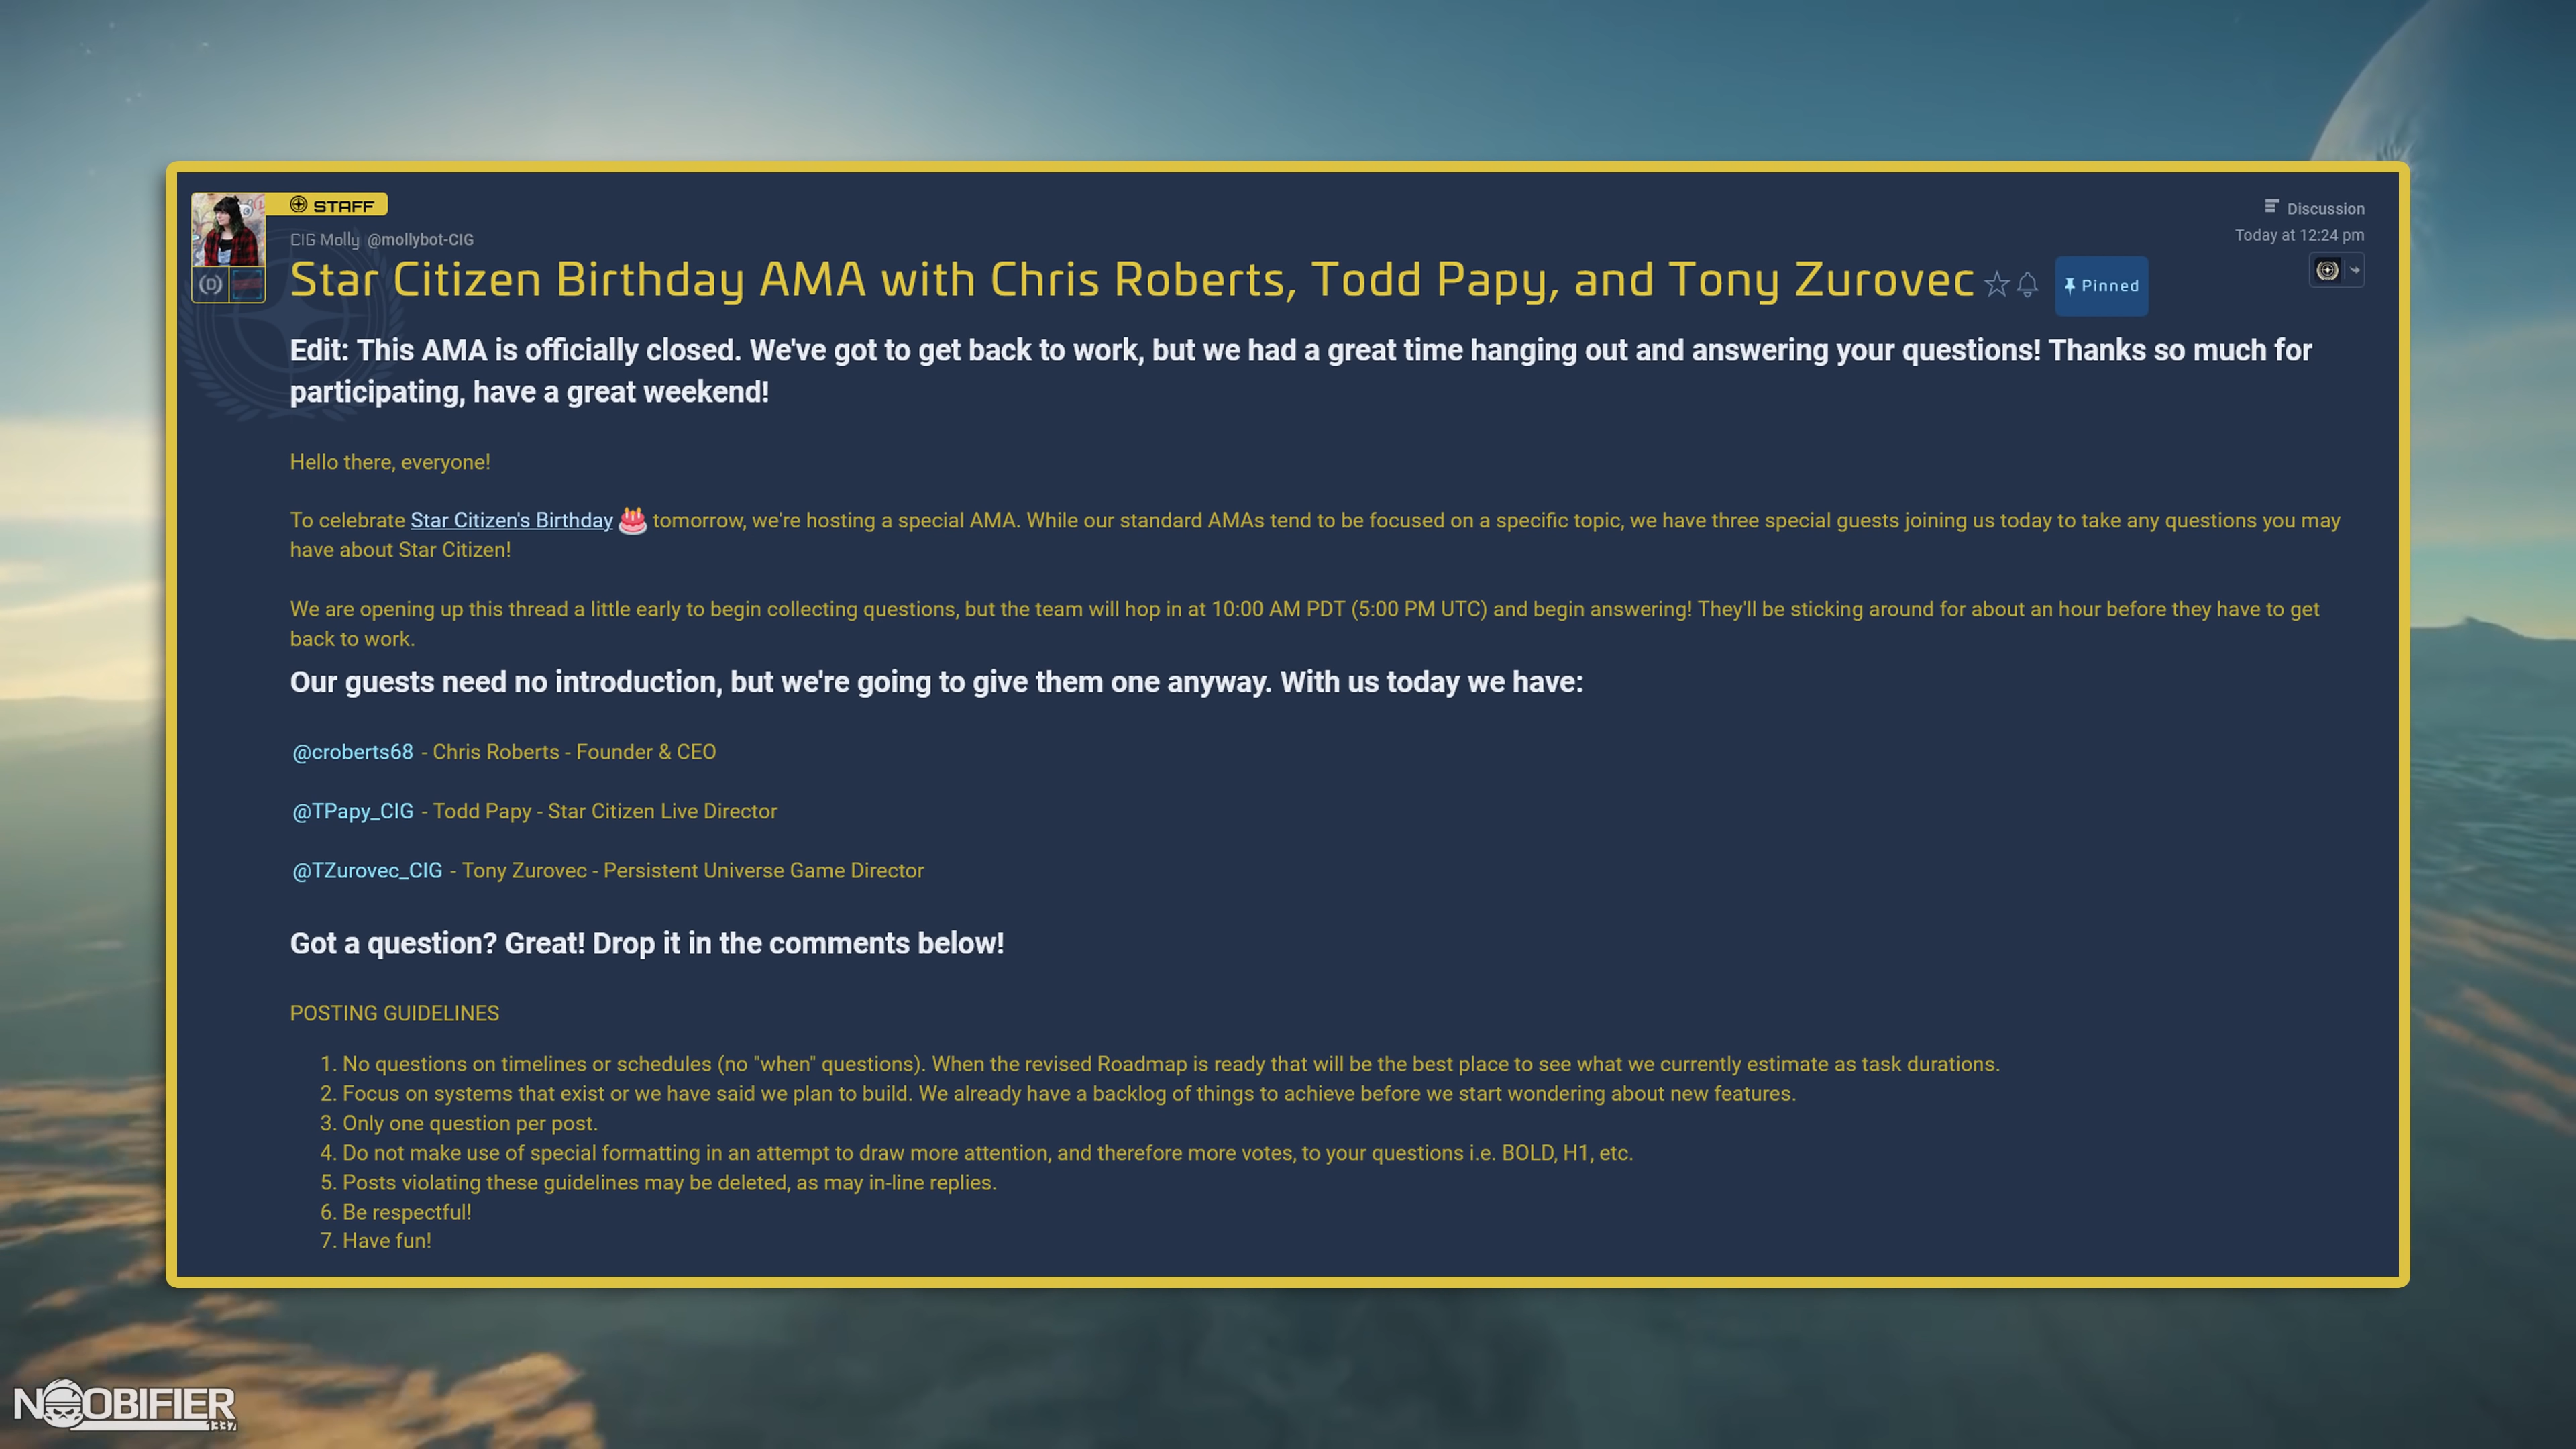 STAFF
Discussion
CIG Molly @mollybot-CIG
Today at 12:24 pm
Star Citizen Birthday AMA with Chris Roberts, Todd Papy, and Tony Zurovec
Pinned
Edit: This AMA is officially closed. We've got to get back to work, but we had a great time hanging out and answering your questions! Thanks so much for
participating, have a great weekend!
Hello there, everyone!
To celebrate Star Citizen's Birthday 🎂 tomorrow, we're hosting a special AMA. While our standard AMAs tend to be focused on a specific topic, we have three special guests joining us today to take any questions you may
have about Star Citizen!
We are opening up this thread a little early to begin collecting questions, but the team will hop in at 10:00 AM PDT (5:00 PM UTC) and begin answering! They'll be sticking around for about an hour before they have to get
back to work.
Our guests need no introduction, but we're going to give them one anyway. With us today we have:
@croberts68 - Chris Roberts - Founder & CEO
@TPapy_CIG - Todd Papy - Star Citizen Live Director
@TZurovec_CIG - Tony Zurovec - Persistent Universe Game Director
Got a question? Great! Drop it in the comments below!
POSTING GUIDELINES
1. No questions on timelines or schedules (no "when" questions). When the revised Roadmap is ready that will be the best place to see what we currently estimate as task durations.
2. Focus on systems that exist or we have said we plan to build. We already have a backlog of things to achieve before we start wondering about new features.
3. Only one question per post.
4. Do not make use of special formatting in an attempt to draw more attention, and therefore more votes, to your questions i.e. BOLD, H1, etc.
5. Posts violating these guidelines may be deleted, as may in-line replies.
6. Be respectful!
7. Have fun!
NOOBIFIER
1337